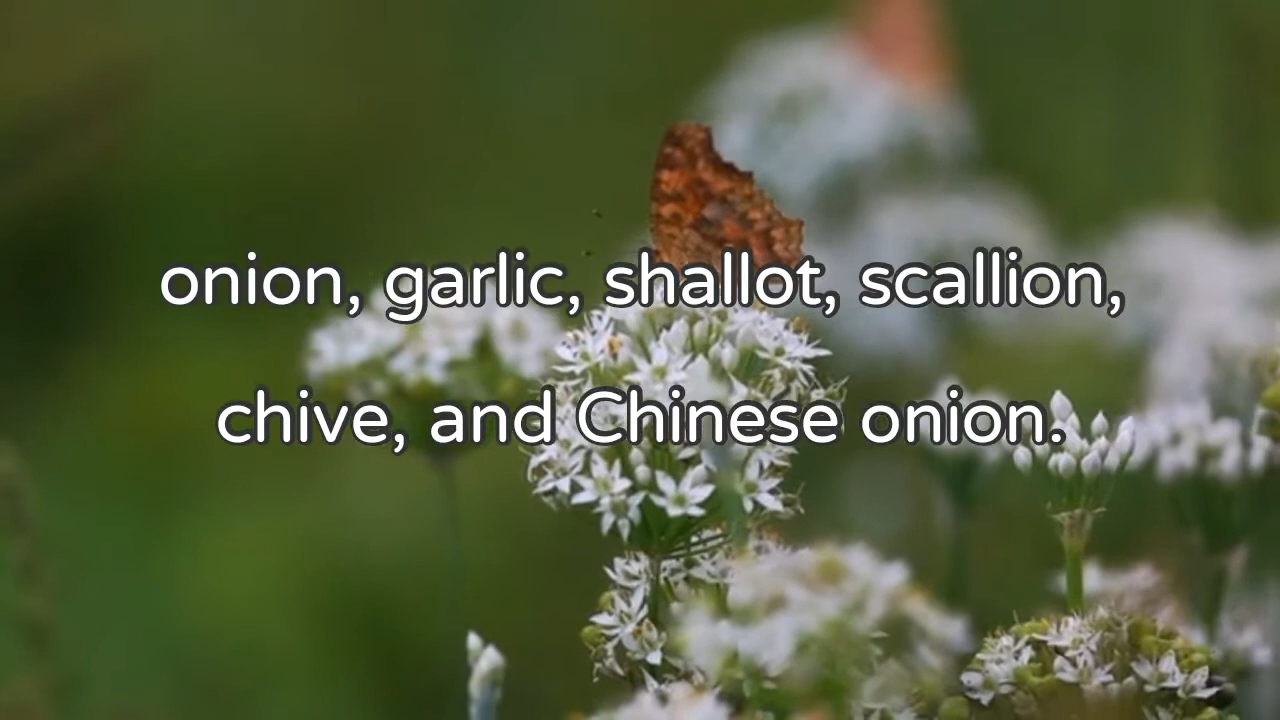 onion, garlic, shallot, scallion,
chive, and Chinese onion.